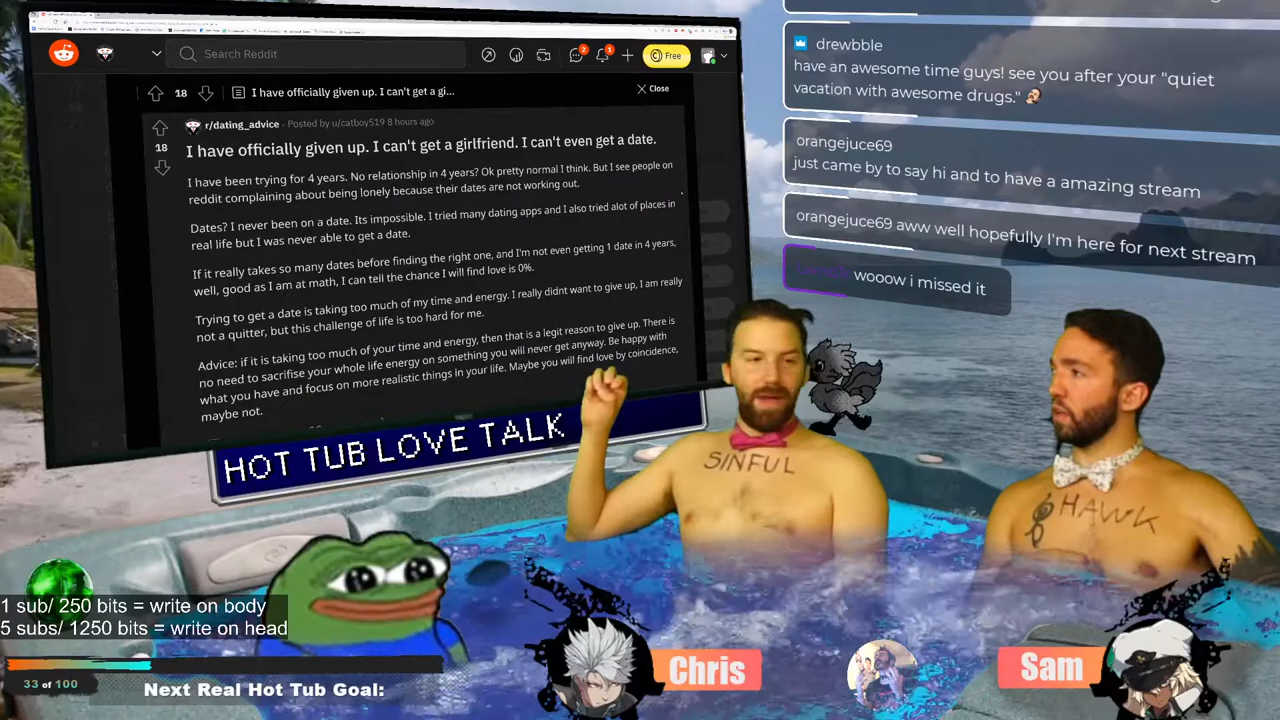 Search Reddit
2
1
Free
18
I have officially given up. I can't get a gi...
Close
18
r/dating_advice · Posted by u/catboy519 8 hours ago
I have officially given up. I can't get a girlfriend. I can't even get a date.
I have been trying for 4 years. No relationship in 4 years? Ok pretty normal I think. But I see people on
reddit complaining about being lonely because their dates are not working out.
Dates? I never been on a date. Its impossible. I tried many dating apps and I also tried alot of places in
real life but I was never able to get a date.
If it really takes so many dates before finding the right one, and I'm not even getting 1 date in 4 years,
well, good as I am at math, I can tell the chance I will find love is 0%.
Trying to get a date is taking too much of my time and energy. I really didnt want to give up, I am really
not a quitter, but this challenge of life is too hard for me.
Advice: if it is taking too much of your time and energy, then that is a legit reason to give up. There is
no need to sacrifise your whole life energy on something you will never get anyway. Be happy with
what you have and focus on more realistic things in your life. Maybe you will find love by coincidence,
maybe not.
HOT TUB LOVE TALK
drewbble
have an awesome time guys! see you after your "quiet
vacation with awesome drugs."
orangejuce69
just came by to say hi and to have a amazing stream
orangejuce69 aww well hopefully I'm here for next stream
wooow i missed it
SINFUL
HAWK
1 sub/ 250 bits = write on body
5 subs/ 1250 bits = write on head
33 of 100
Next Real Hot Tub Goal:
Chris
Sam